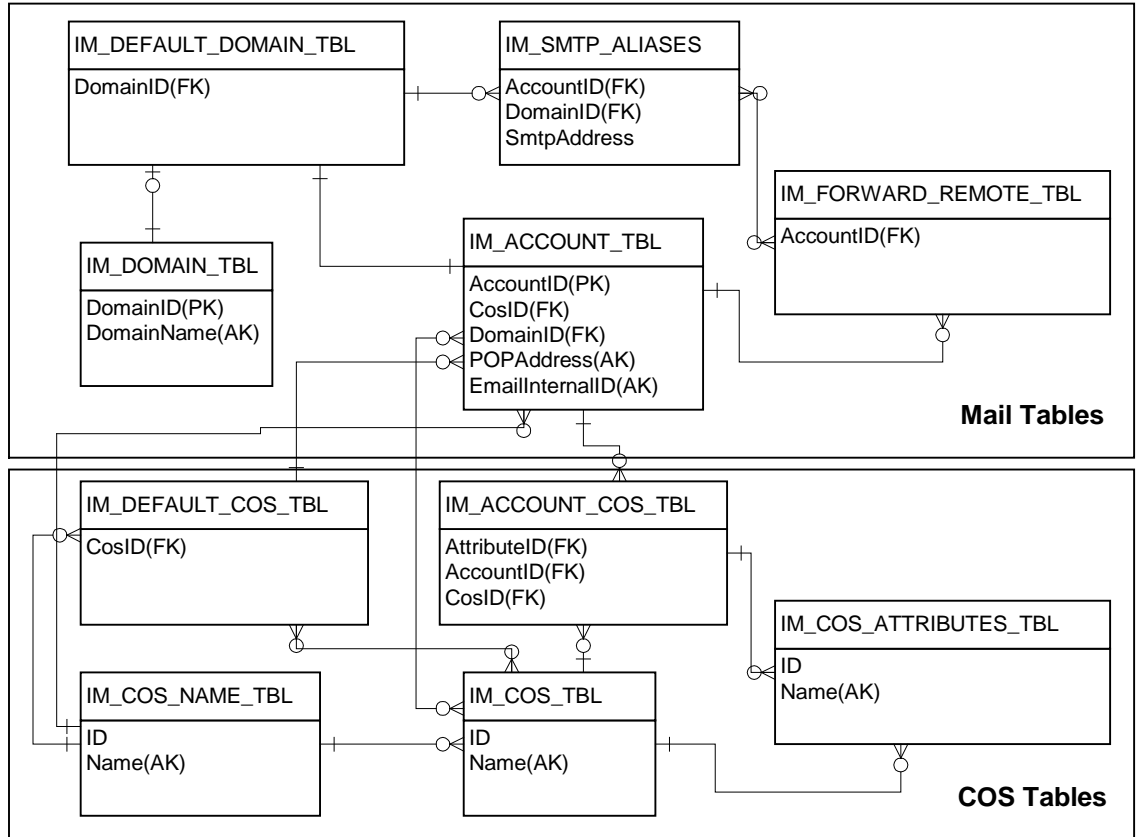 IM_DEFAULT_DOMAIN_TBL
DomainID(FK)
IM_SMTP_ALIASES
AccountID(FK)
DomainID(FK)
SmtpAddress
IM_FORWARD_REMOTE_TBL
AccountID(FK)
IM_DOMAIN_TBL
DomainID(PK)
DomainName(AK)
IM_ACCOUNT_TBL
AccountID(PK)
CosID(FK)
DomainID(FK)
POPAddress(AK)
EmailInternalID(AK)
Mail Tables
IM_DEFAULT_COS_TBL
CosID(FK)
IM_ACCOUNT_COS_TBL
AttributeID(FK)
AccountID(FK)
CosID(FK)
IM_COS_ATTRIBUTES_TBL
ID
Name(AK)
IM_COS_NAME_TBL
ID
Name(AK)
IM_COS_TBL
ID
Name(AK)
COS Tables